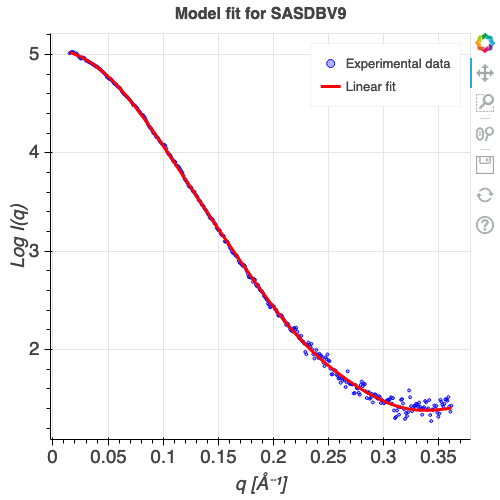 Model fit for SASDBV9
Experimental data
Linear fit
5
4
3
2
Log I(q)
0
0.05
0.1
0.15
0.2
0.25
0.3
0.35
q [Å⁻¹]